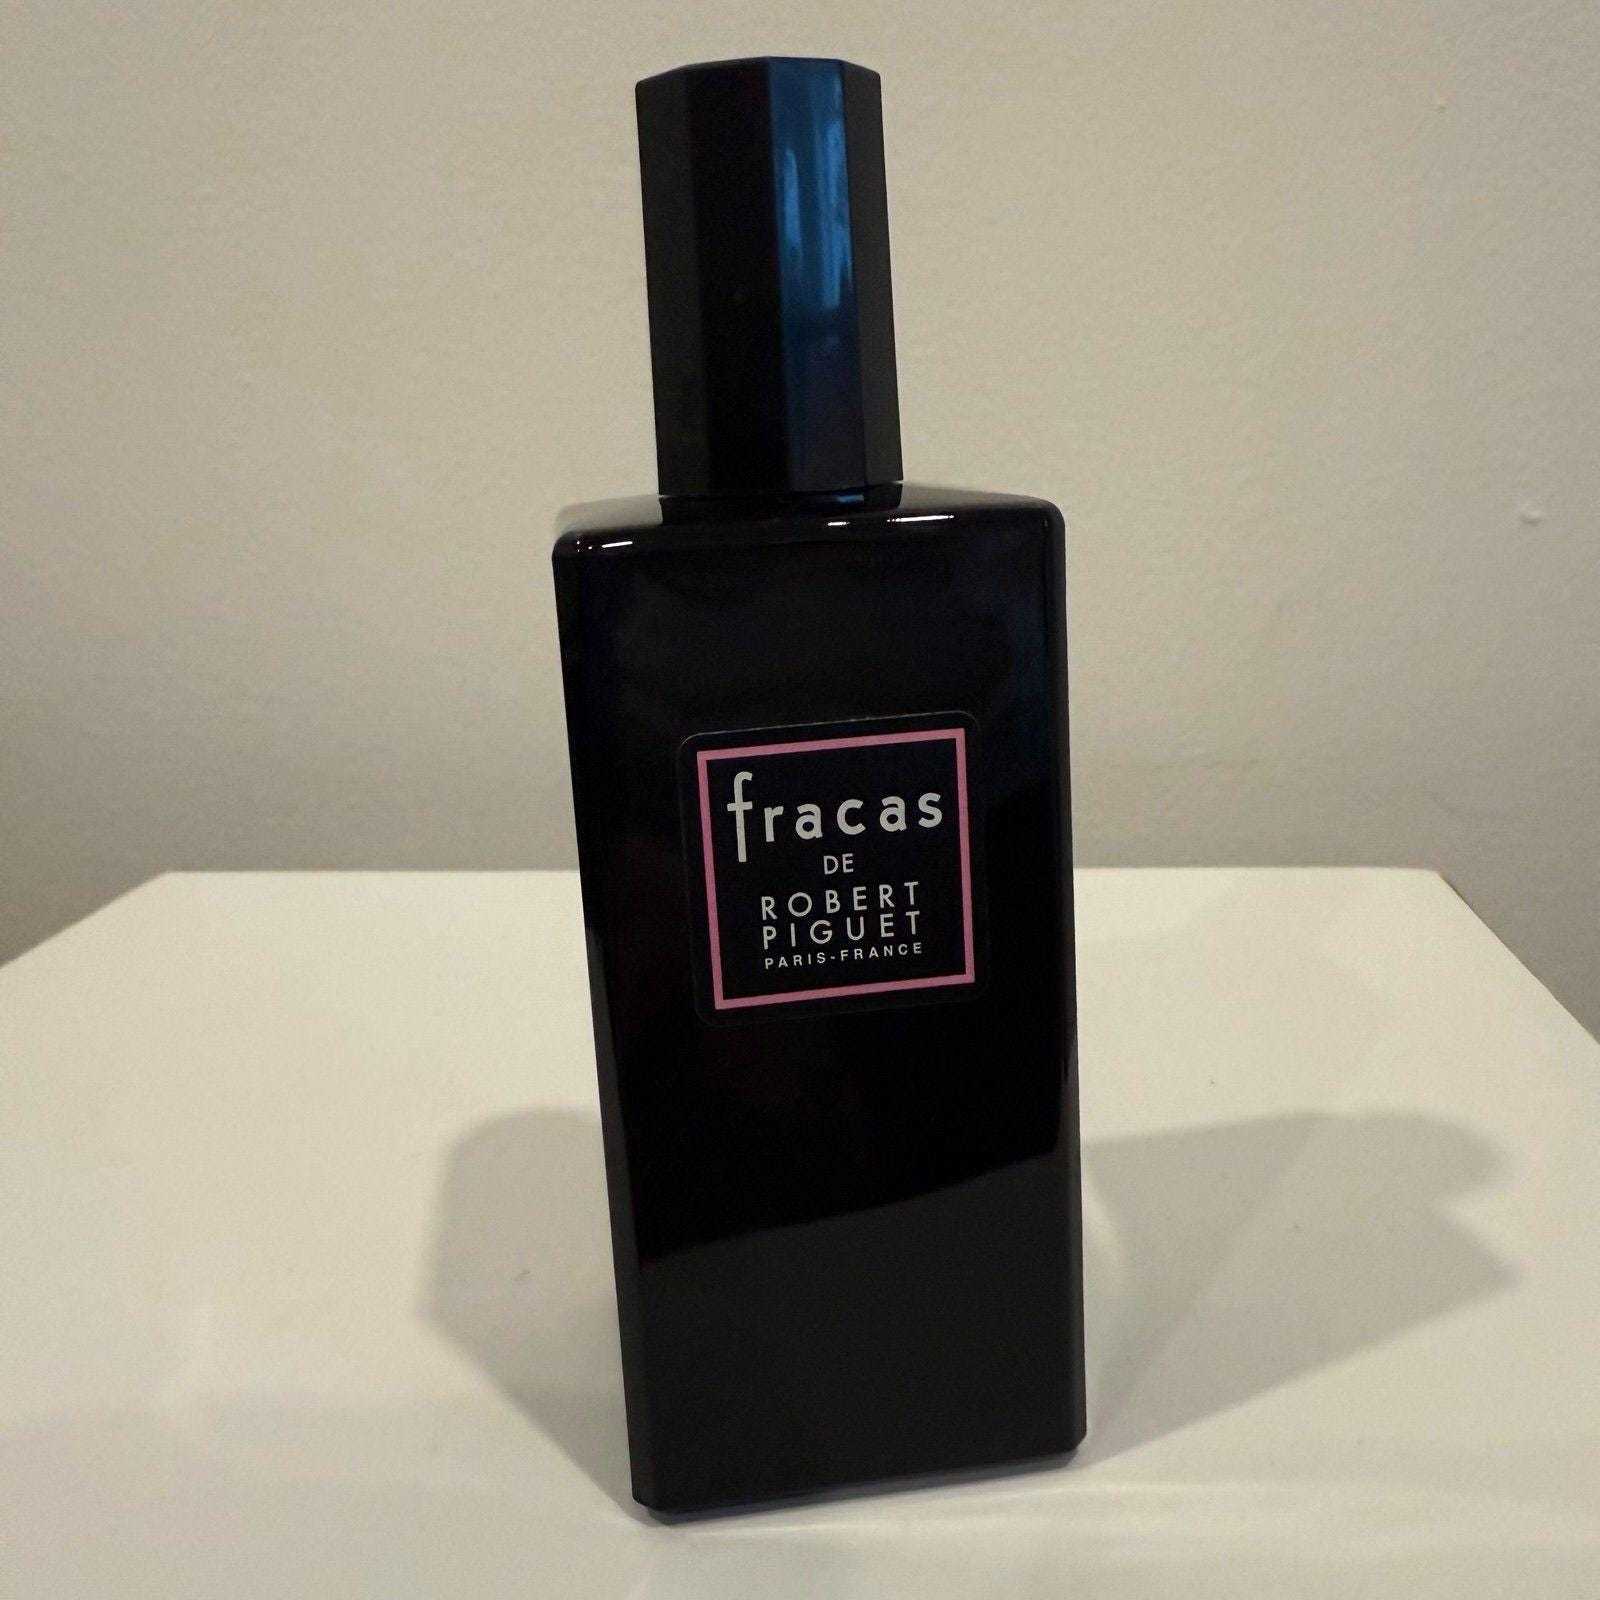 fracas
DE
ROBERT
PIGUET
PARIS-FRANCE